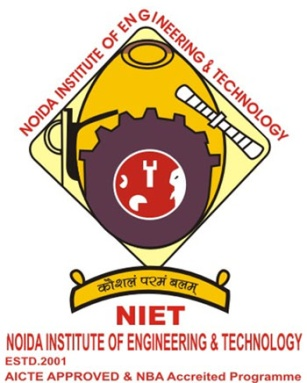 NOIDA INSTITUTE OF ENGINEERING & TECHNOLOGY
कौशलं परमं बलम्
NIET
NOIDA INSTITUTE OF ENGINEERING & TECHNOLOGY
ESTD.2001
AICTE APPROVED & NBA Accreited Programme